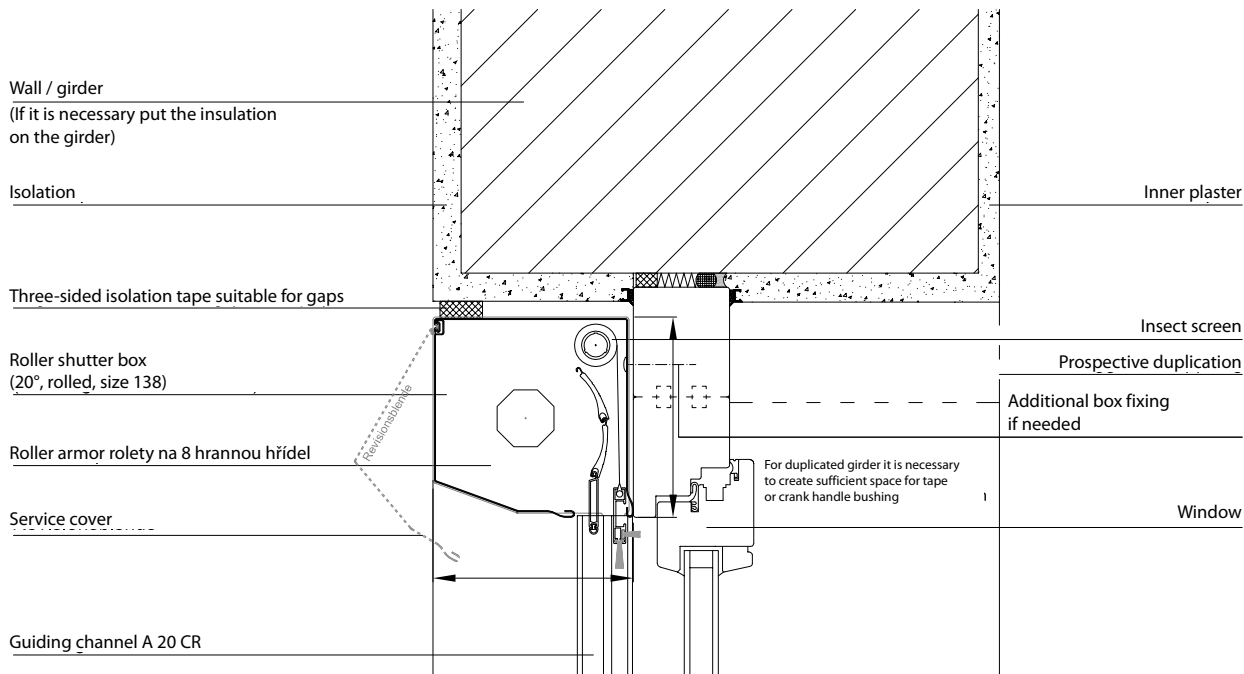 Wall / girder
(If it is necessary put the insulation
on the girder)
Isolation
Three-sided isolation tape suitable for gaps
Roller shutter box
(20°, rolled, size 138)
Roller armor rolety na 8 hrannou hřídel
Service cover
Guiding channel A 20 CR
Revisionsblende
Inner plaster
Insect screen
Prospective duplication
Additional box fixing
if needed
For duplicated girder it is necessary
to create sufficient space for tape
or crank handle bushing
Window